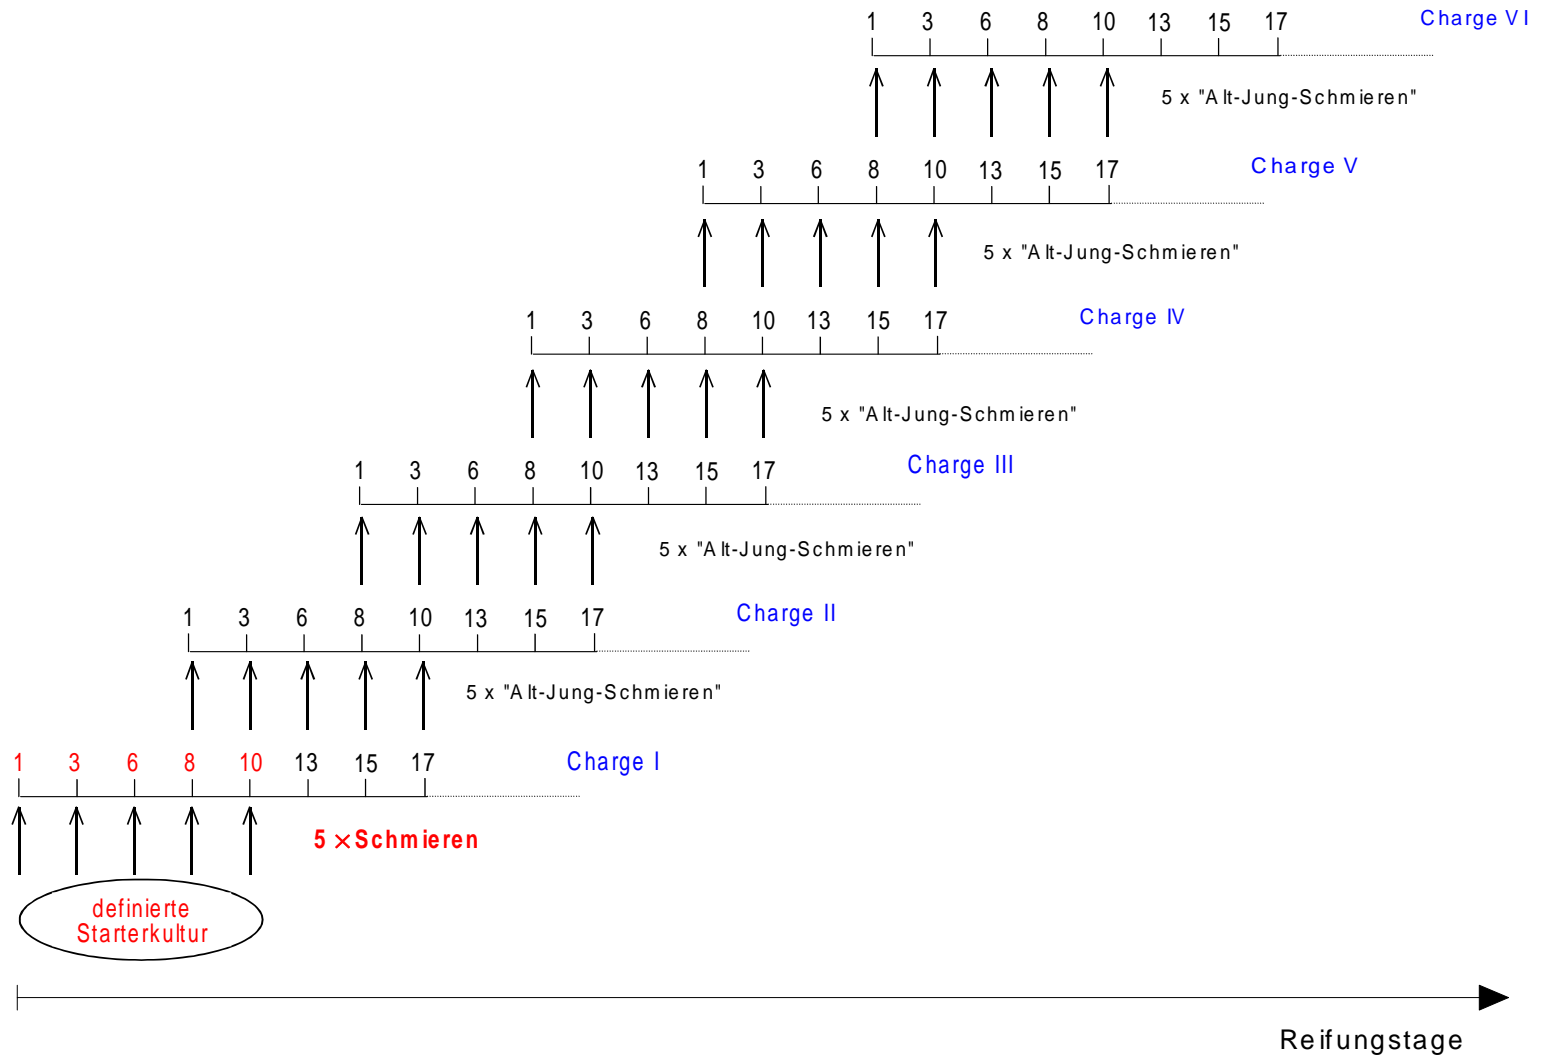 1 3 6 8 10 13 15 17 Charge VI
5 x "Alt-Jung-Schmieren"
1 3 6 8 10 13 15 17 Charge V
5 x "Alt-Jung-Schmieren"
1 3 6 8 10 13 15 17 Charge IV
5 x "Alt-Jung-Schmieren"
1 3 6 8 10 13 15 17 Charge III
5 x "Alt-Jung-Schmieren"
1 3 6 8 10 13 15 17 Charge II
5 x "Alt-Jung-Schmieren"
1 3 6 8 10 13 15 17 Charge I
5 × Schmieren
definierte
Starterkultur
Reifungstage